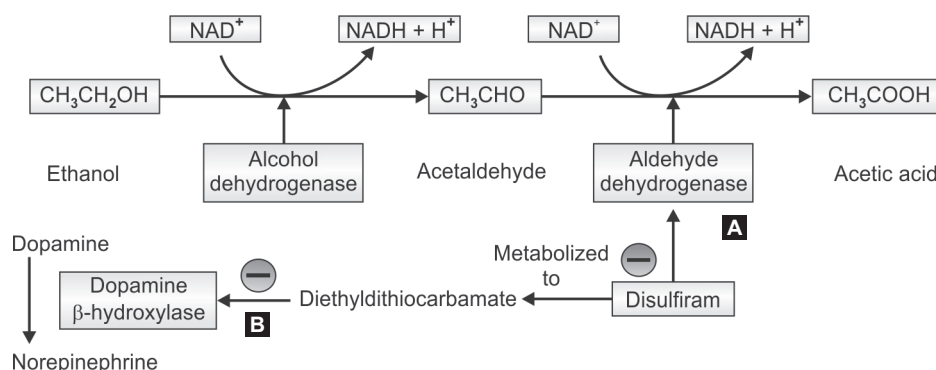 NAD⁺ NADH + H⁺ NAD⁺ NADH + H⁺
CH₃CH₂OH CH₃CHO CH₃COOH
Ethanol
Alcohol
dehydrogenase
Acetaldehyde
Aldehyde
dehydrogenase
Acetic acid
A
Dopamine
Metabolized
to
−
−
Dopamine
β-hydroxylase
B
Diethyldithiocarbamate
Disulfiram
Norepinephrine